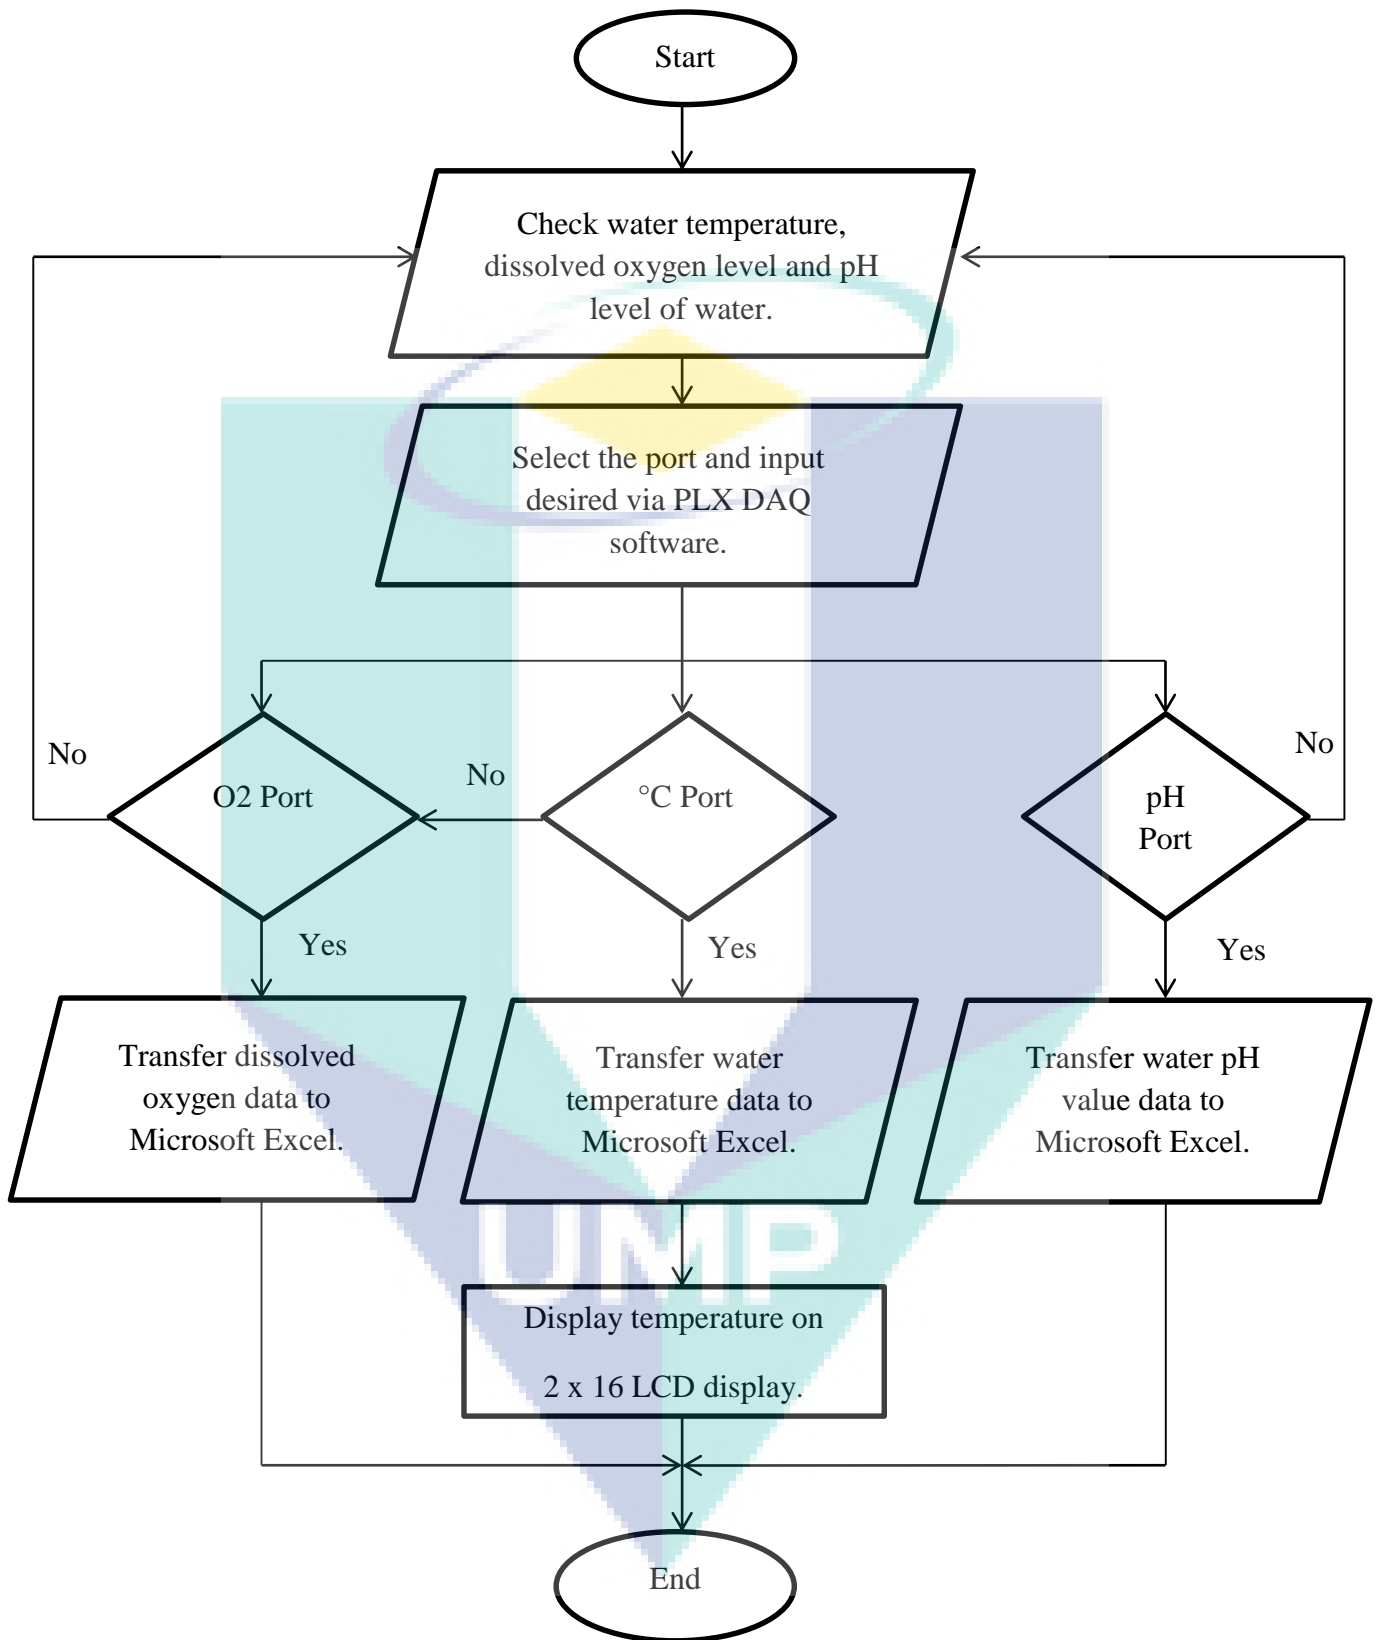 Start
Check water temperature,
dissolved oxygen level and pH
level of water.
Select the port and input
desired via PLX DAQ
software.
No
No
No
O2 Port
°C Port
pH
Port
Yes
Yes
Yes
Transfer dissolved
oxygen data to
Microsoft Excel.
Transfer water
temperature data to
Microsoft Excel.
Transfer water pH
value data to
Microsoft Excel.
UMP
Display temperature on
2 x 16 LCD display.
End